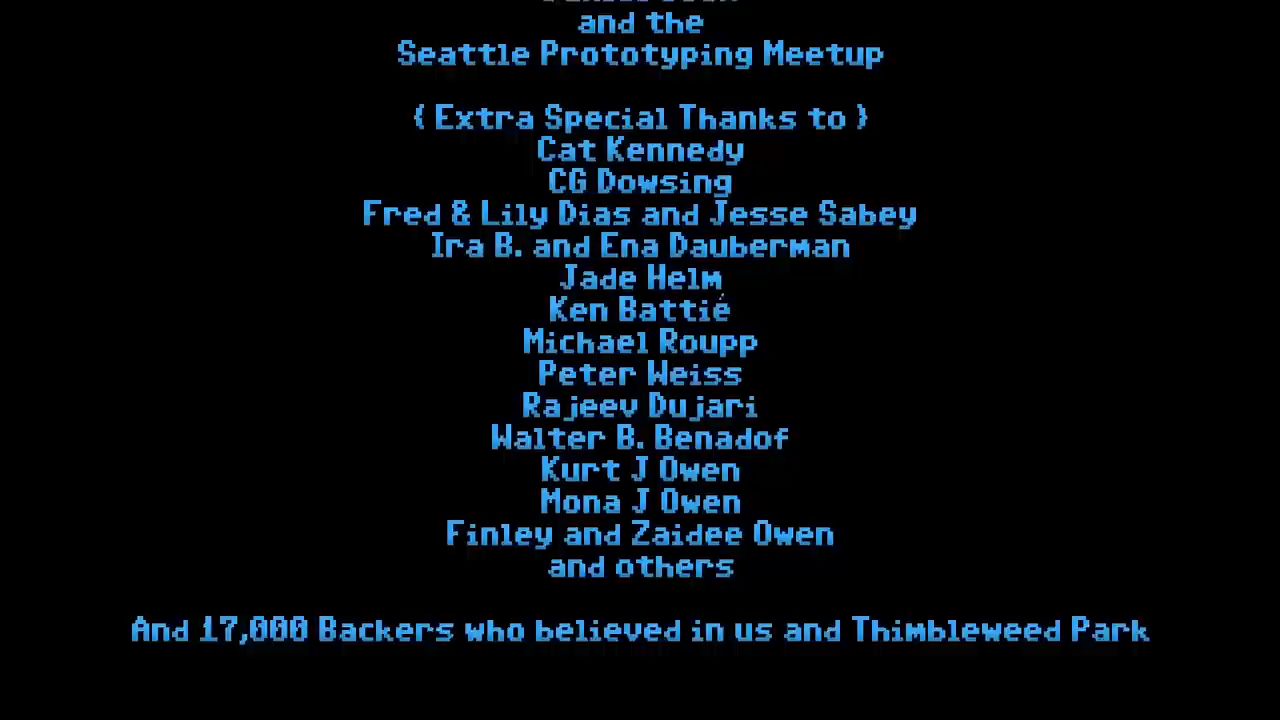 and the
Seattle Prototyping Meetup
{ Extra Special Thanks to }
Cat Kennedy
CG Dowsing
Fred & Lily Dias and Jesse Sabey
Ira B. and Ena Dauberman
Jade Helm
Ken Battie
Michael Roupp
Peter Weiss
Rajeev Dujari
Walter B. Benadof
Kurt J Owen
Mona J Owen
Finley and Zaidee Owen
and others
And 17,000 Backers who believed in us and Thimbleweed Park